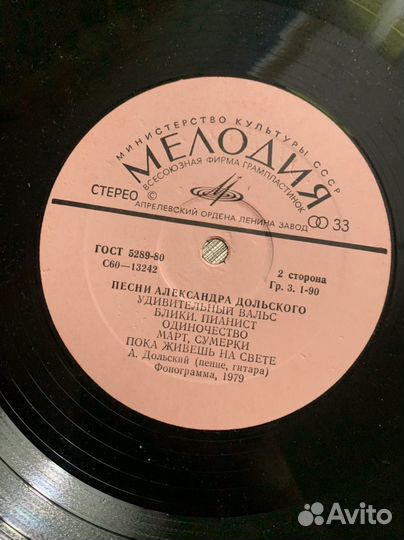 МИНИСТЕРСТВО КУЛЬТУРЫ СССР
МЕЛОДИЯ
ВСЕСОЮЗНАЯ ФИРМА ГРАМПЛАСТИНОК
СТЕРЕО
АПРЕЛЕВСКИЙ ОРДЕНА ЛЕНИНА ЗАВОД
33
ГОСТ 5289-80
С60—13242
2 сторона
Гр. 3. 1-90
ПЕСНИ АЛЕКСАНДРА ДОЛЬСКОГО
УДИВИТЕЛЬНЫЙ ВАЛЬС
БЛИКИ. ПИАНИСТ
ОДИНОЧЕСТВО
МАРТ, СУМЕРКИ
ПОКА ЖИВЕШЬ НА СВЕТЕ
А. Дольский (пение, гитара)
Фонограмма, 1979
Avito